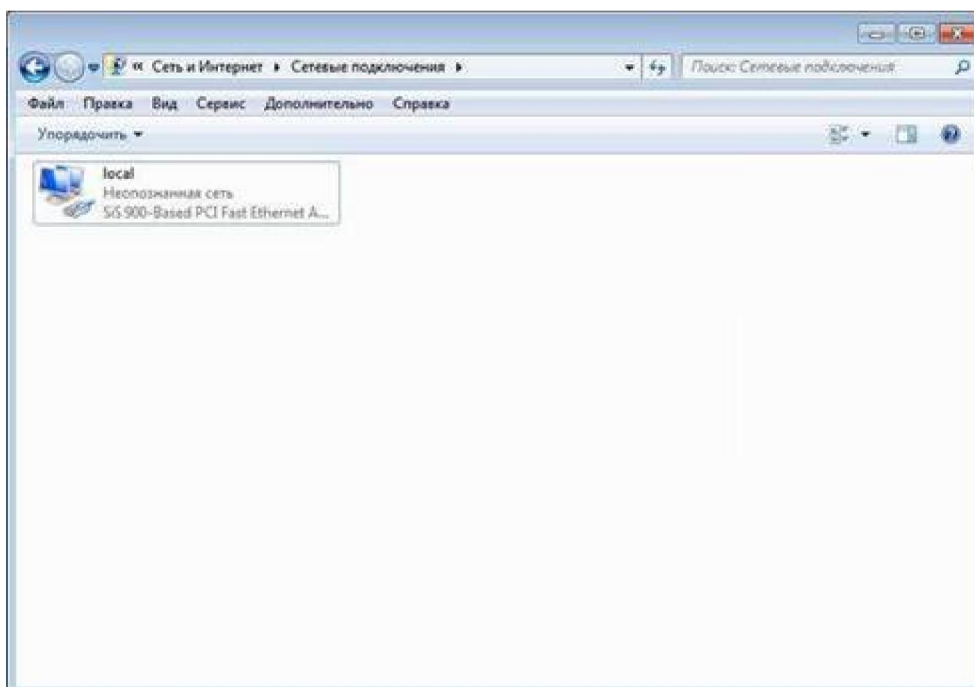 « Сеть и Интернет ▸ Сетевые подключения ▸ Поиск: Сетевые подключения
Файл Правка Вид Сервис Дополнительно Справка
Упорядочить
local
Неопознанная сеть
SiS 900-Based PCI Fast Ethernet A...